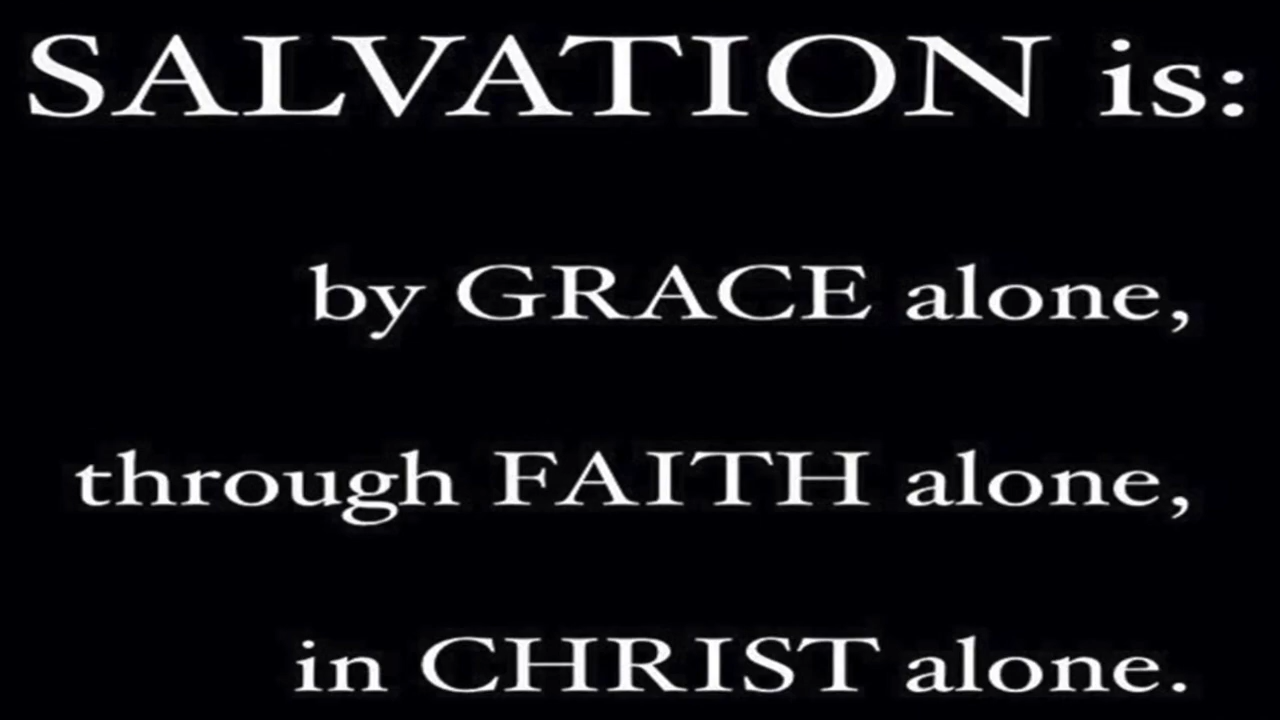 SALVATION is:
by GRACE alone,
through FAITH alone,
in CHRIST alone.